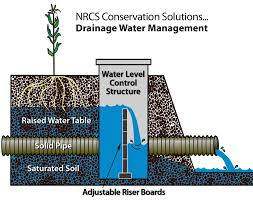 NRCS Conservation Solutions...
Drainage Water Management
Water Level
Control
Structure
Raised Water Table
Solid Pipe
Saturated Soil
Adjustable Riser Boards